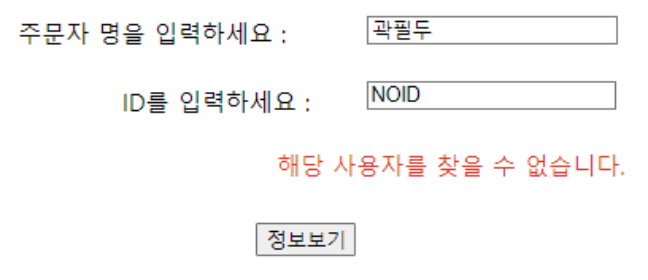 주문자 명을 입력하세요 : 곽필두
ID를 입력하세요 : NOID
해당 사용자를 찾을 수 없습니다.
정보보기